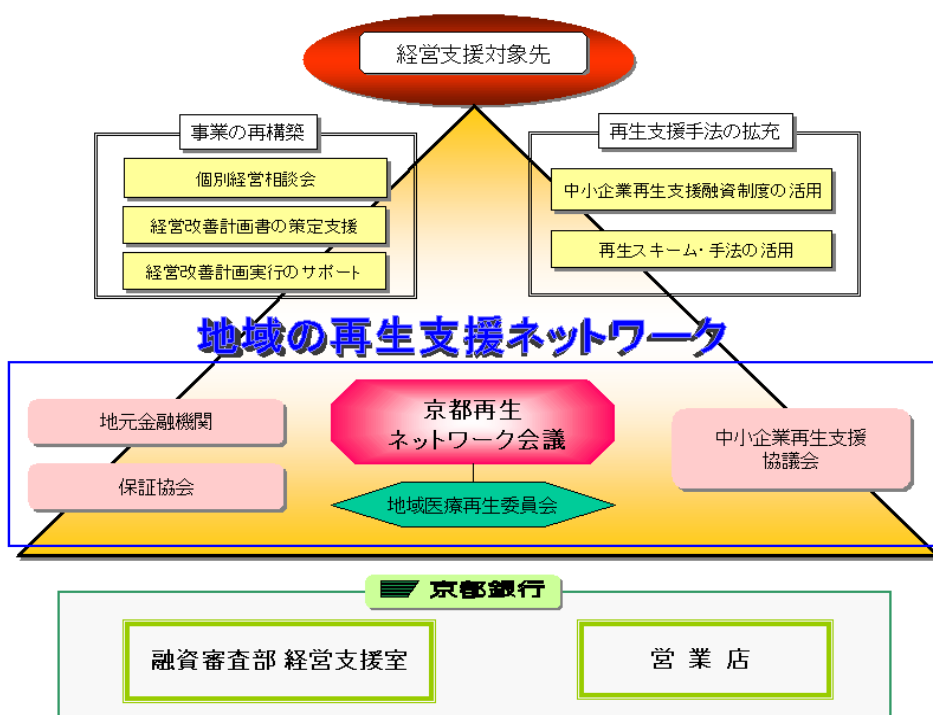 経営支援対象先
事業の再構築
個別経営相談会
経営改善計画書の策定支援
経営改善計画実行のサポート
再生支援手法の拡充
中小企業再生支援融資制度の活用
再生スキーム・手法の活用
地域の再生支援ネットワーク
地元金融機関
保証協会
京都再生
ネットワーク会議
地域医療再生委員会
中小企業再生支援
協議会
京都銀行
融資審査部 経営支援室
営 業 店